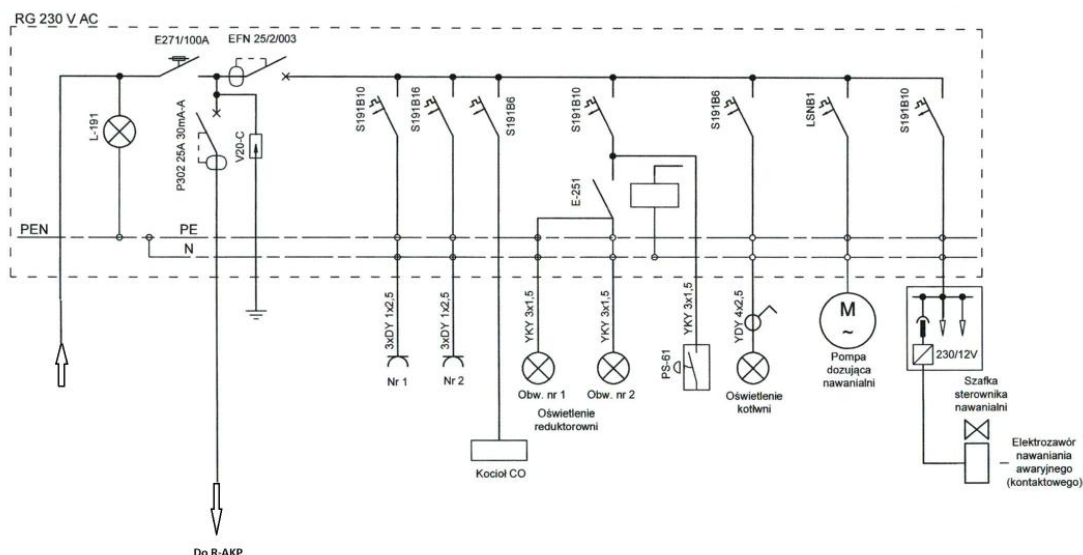 RG 230 V AC
E271/100A
EFN 25/2/003
L-191
P302 25A 30mA-A
V20-C
S191B10
S191B16
S191B6
S191B10
S191B6
LSNB1
S191B10
E-251
PEN
PE
N
3xDY 1x2,5
3xDY 1x2,5
YKY 3x1,5
YKY 3x1,5
YKY 3x1,5
YDY 4x2,5
PS-61
M
~
230/12V
Nr 1
Nr 2
Obw. nr 1
Obw. nr 2
Oświetlenie
reduktorowni
Oświetlenie
kotłwni
Pompa
dozująca
nawanialni
Szafka
sterownika
nawanialni
Kocioł CO
Elektrozawór
nawaniania
awaryjnego
(kontaktowego)
Do R-AKP